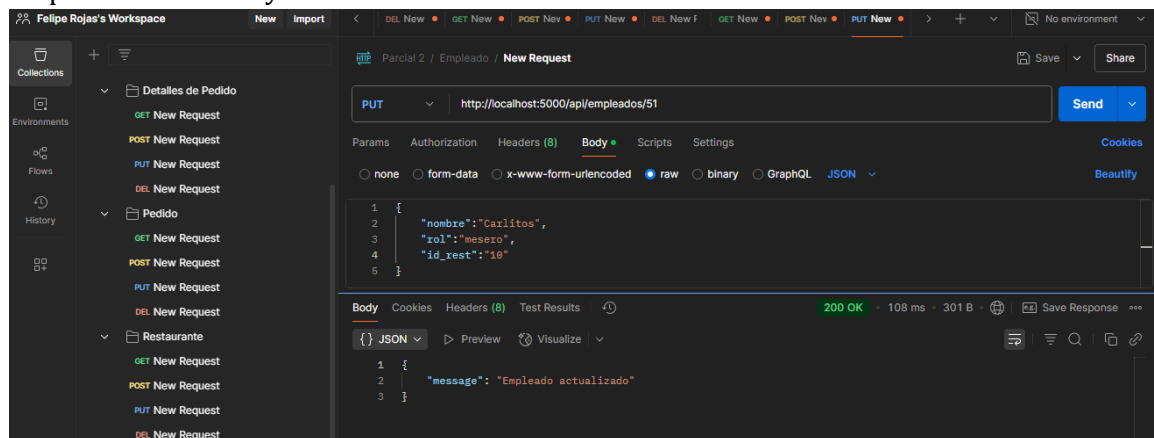 Felipe Rojas's Workspace New Import
DEL New GET New POST Nev PUT New DEL New F GET New POST Nev PUT New No environment
Collections
Environments
Flows
History
Detalles de Pedido
GET New Request
POST New Request
PUT New Request
DEL New Request
Pedido
GET New Request
POST New Request
PUT New Request
DEL New Request
Restaurante
GET New Request
POST New Request
PUT New Request
DEL New Request
HTTP Parcial 2 / Empleado / New Request Save Share
PUT http://localhost:5000/api/empleados/51 Send
Params Authorization Headers (8) Body Scripts Settings Cookies
none form-data x-www-form-urlencoded raw binary GraphQL JSON Beautify
1 {
2 "nombre":"Carlitos",
3 "rol":"mesero",
4 "id_rest":"10"
5 }
Body Cookies Headers (8) Test Results 200 OK 108 ms 301 B Save Response
{} JSON Preview Visualize
1 {
2 "message": "Empleado actualizado"
3 }